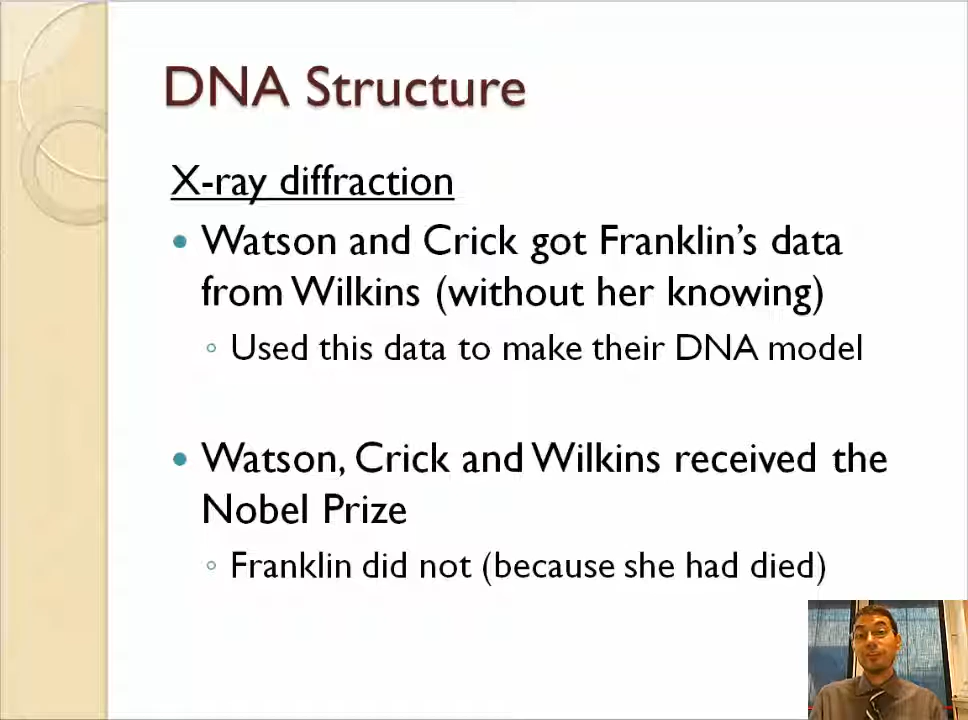 DNA Structure
X-ray diffraction
• Watson and Crick got Franklin's data
from Wilkins (without her knowing)
◦ Used this data to make their DNA model
• Watson, Crick and Wilkins received the
Nobel Prize
◦ Franklin did not (because she had died)